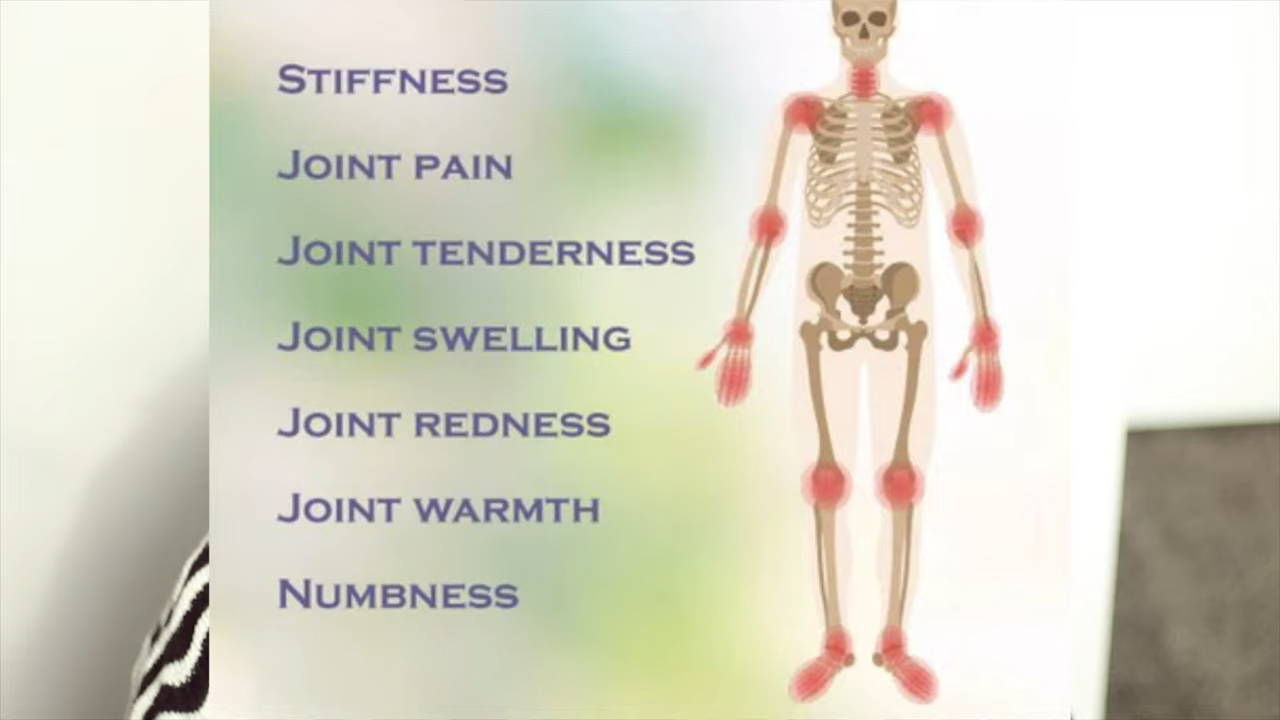 Stiffness
Joint pain
Joint tenderness
Joint swelling
Joint redness
Joint warmth
Numbness